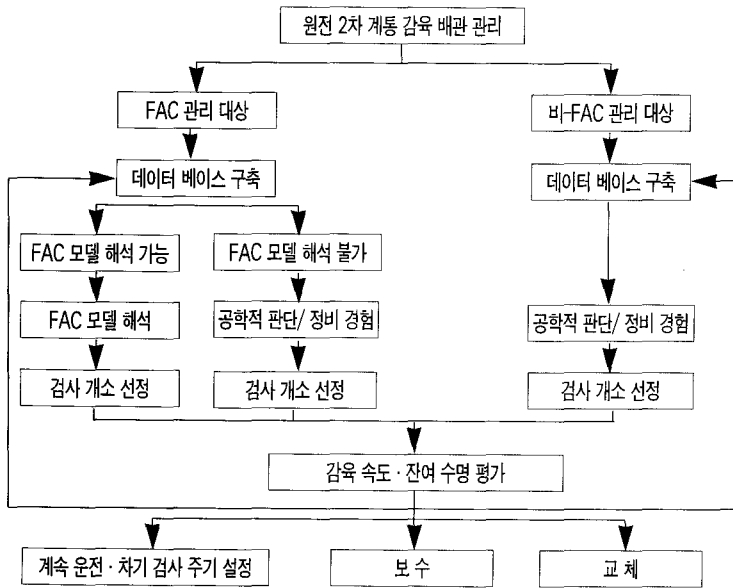 원전 2차 계통 감육 배관 관리
FAC 관리 대상
비-FAC 관리 대상
데이터 베이스 구축
데이터 베이스 구축
FAC 모델 해석 가능
FAC 모델 해석 불가
FAC 모델 해석
공학적 판단/ 정비 경험
공학적 판단/ 정비 경험
검사 개소 선정
검사 개소 선정
검사 개소 선정
감육 속도 · 잔여 수명 평가
계속 운전 · 차기 검사 주기 설정
보 수
교 체